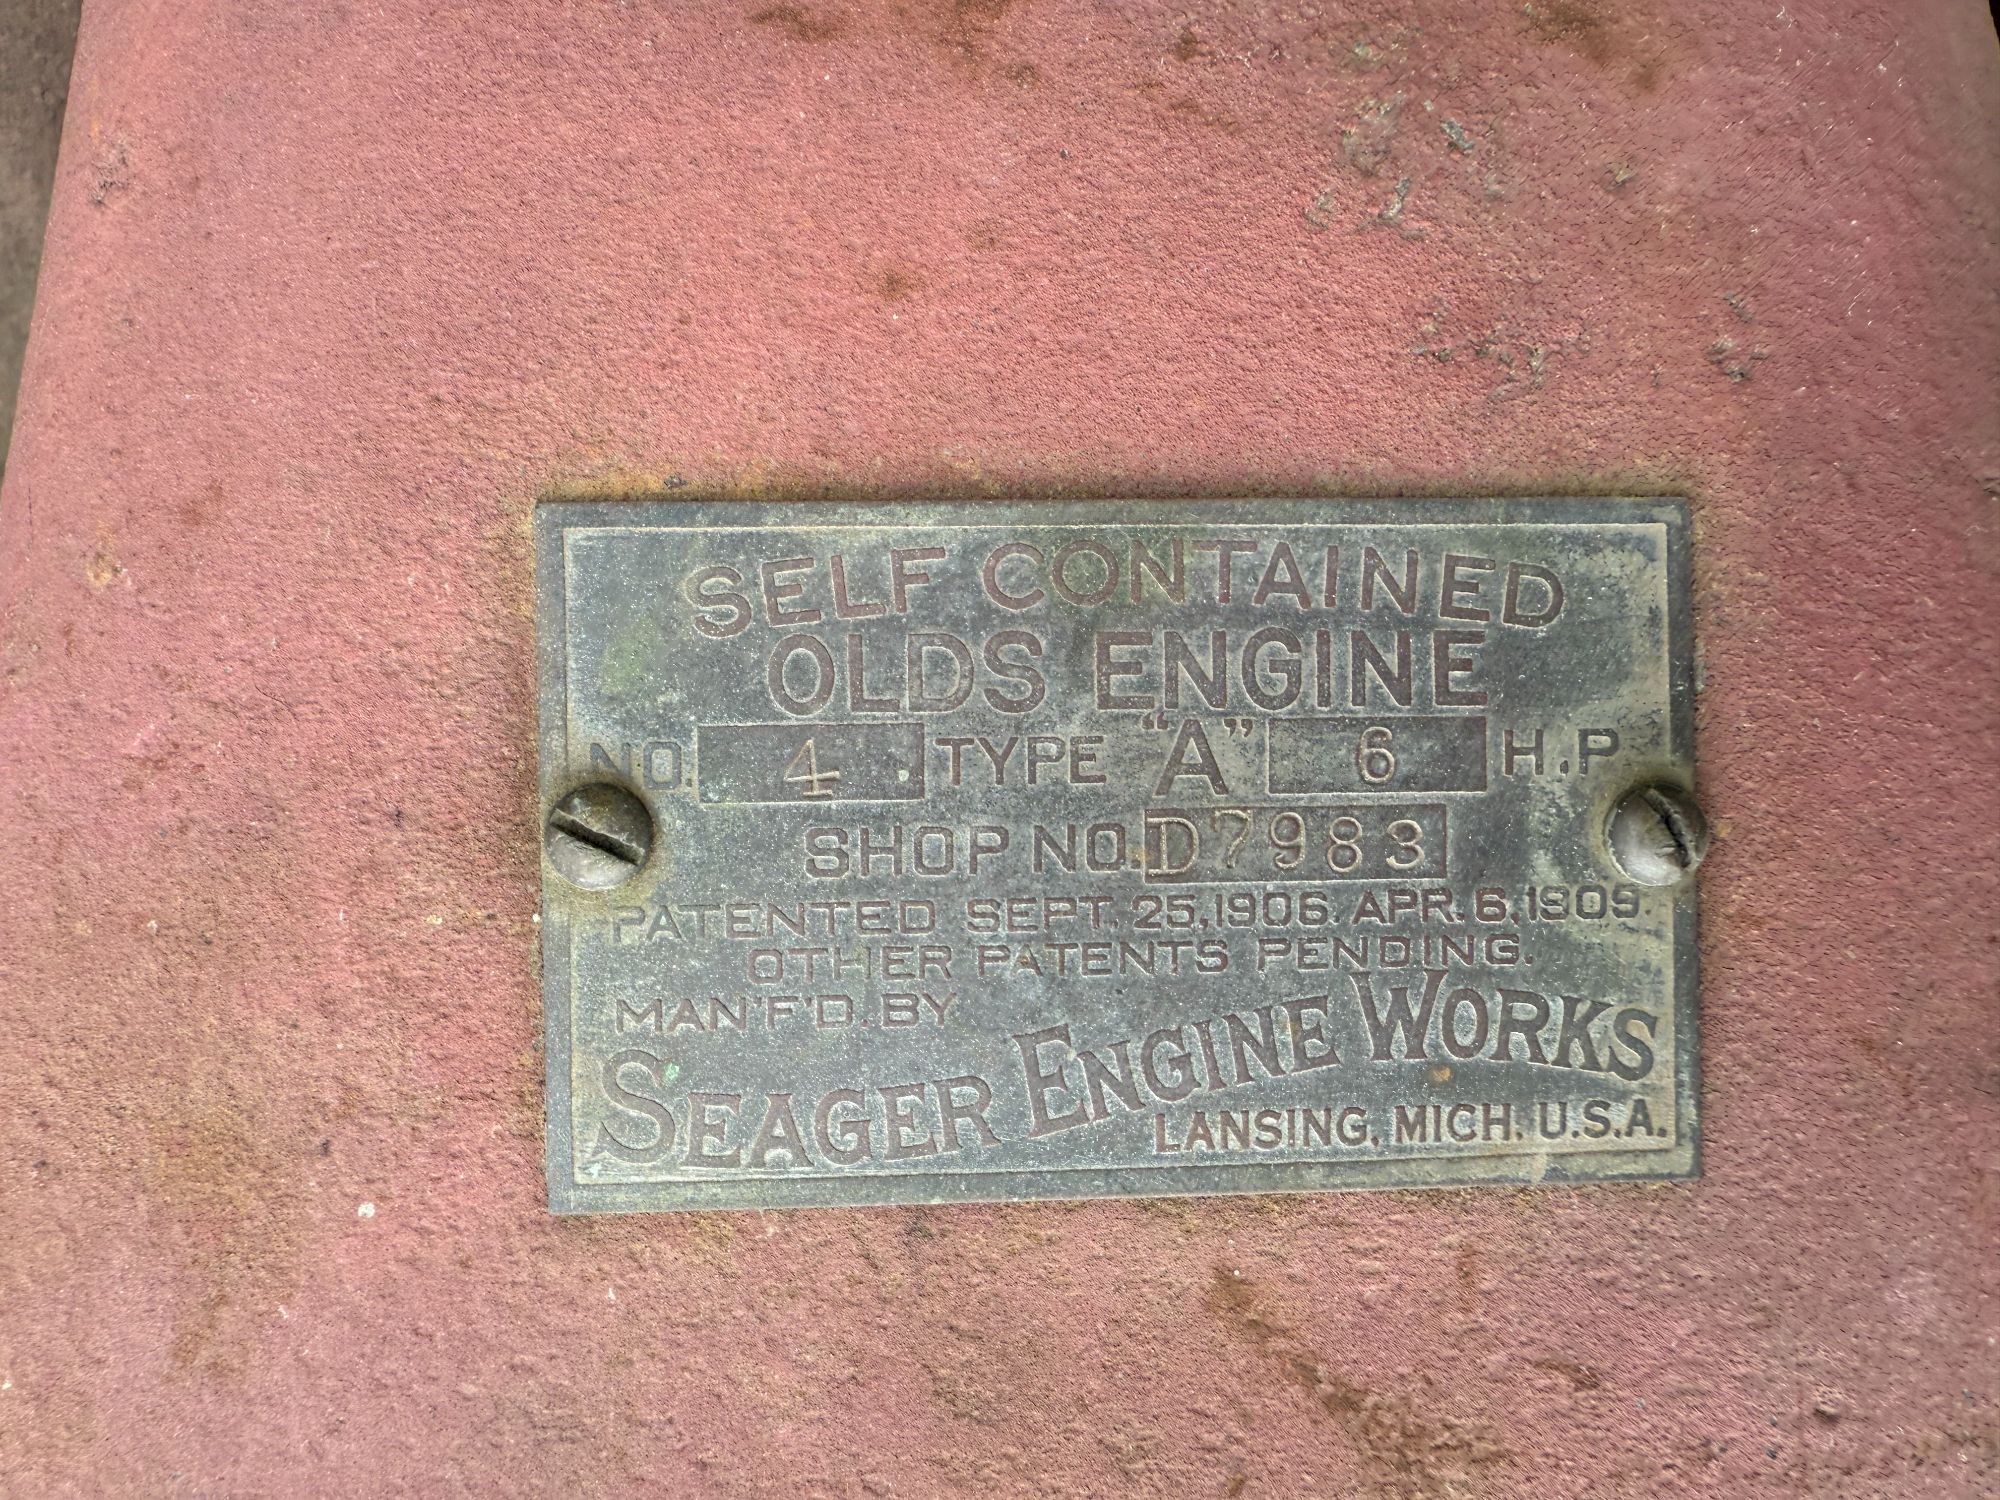 SELF CONTAINED
OLDS ENGINE
NO. 4 TYPE "A" 6 H.P
SHOP NO. D7983
PATENTED SEPT. 25, 1906. APR. 6, 1909.
OTHER PATENTS PENDING.
MAN'F'D. BY
SEAGER ENGINE WORKS
LANSING, MICH. U.S.A.